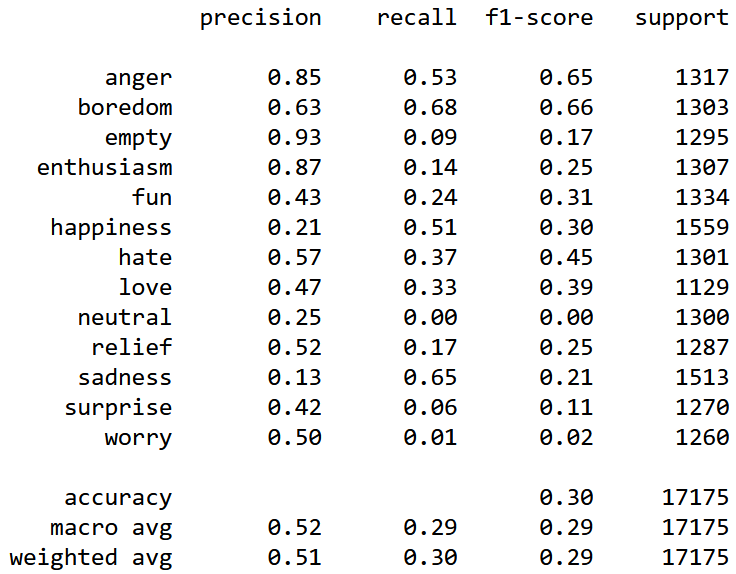 precision recall f1-score support
anger 0.85 0.53 0.65 1317
boredom 0.63 0.68 0.66 1303
empty 0.93 0.09 0.17 1295
enthusiasm 0.87 0.14 0.25 1307
fun 0.43 0.24 0.31 1334
happiness 0.21 0.51 0.30 1559
hate 0.57 0.37 0.45 1301
love 0.47 0.33 0.39 1129
neutral 0.25 0.00 0.00 1300
relief 0.52 0.17 0.25 1287
sadness 0.13 0.65 0.21 1513
surprise 0.42 0.06 0.11 1270
worry 0.50 0.01 0.02 1260
accuracy 0.30 17175
macro avg 0.52 0.29 0.29 17175
weighted avg 0.51 0.30 0.29 17175